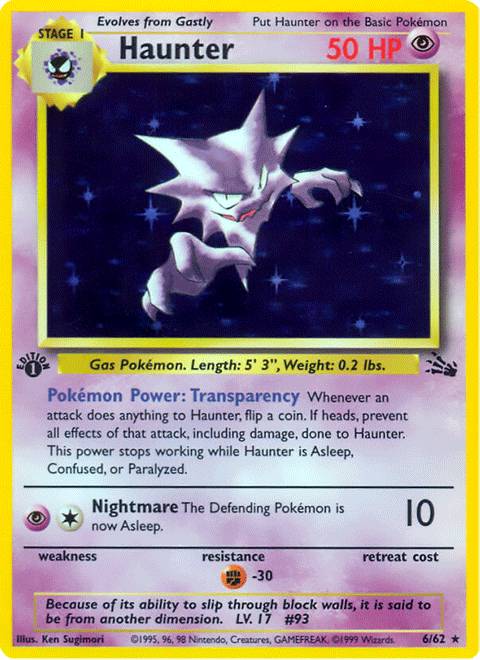 Evolves from Gastly
Put Haunter on the Basic Pokémon
STAGE 1
Haunter
50 HP
EDITION
1
Gas Pokémon. Length: 5' 3", Weight: 0.2 lbs.
Pokémon Power: Transparency Whenever an
attack does anything to Haunter, flip a coin. If heads, prevent
all effects of that attack, including damage, done to Haunter.
This power stops working while Haunter is Asleep,
Confused, or Paralyzed.
Nightmare The Defending Pokémon is
now Asleep.
10
weakness resistance retreat cost
-30
Because of its ability to slip through block walls, it is said to
be from another dimension. LV. 17 #93
Illus. Ken Sugimori ©1995, 96, 98 Nintendo, Creatures, GAMEFREAK. ©1999 Wizards. 6/62 ★